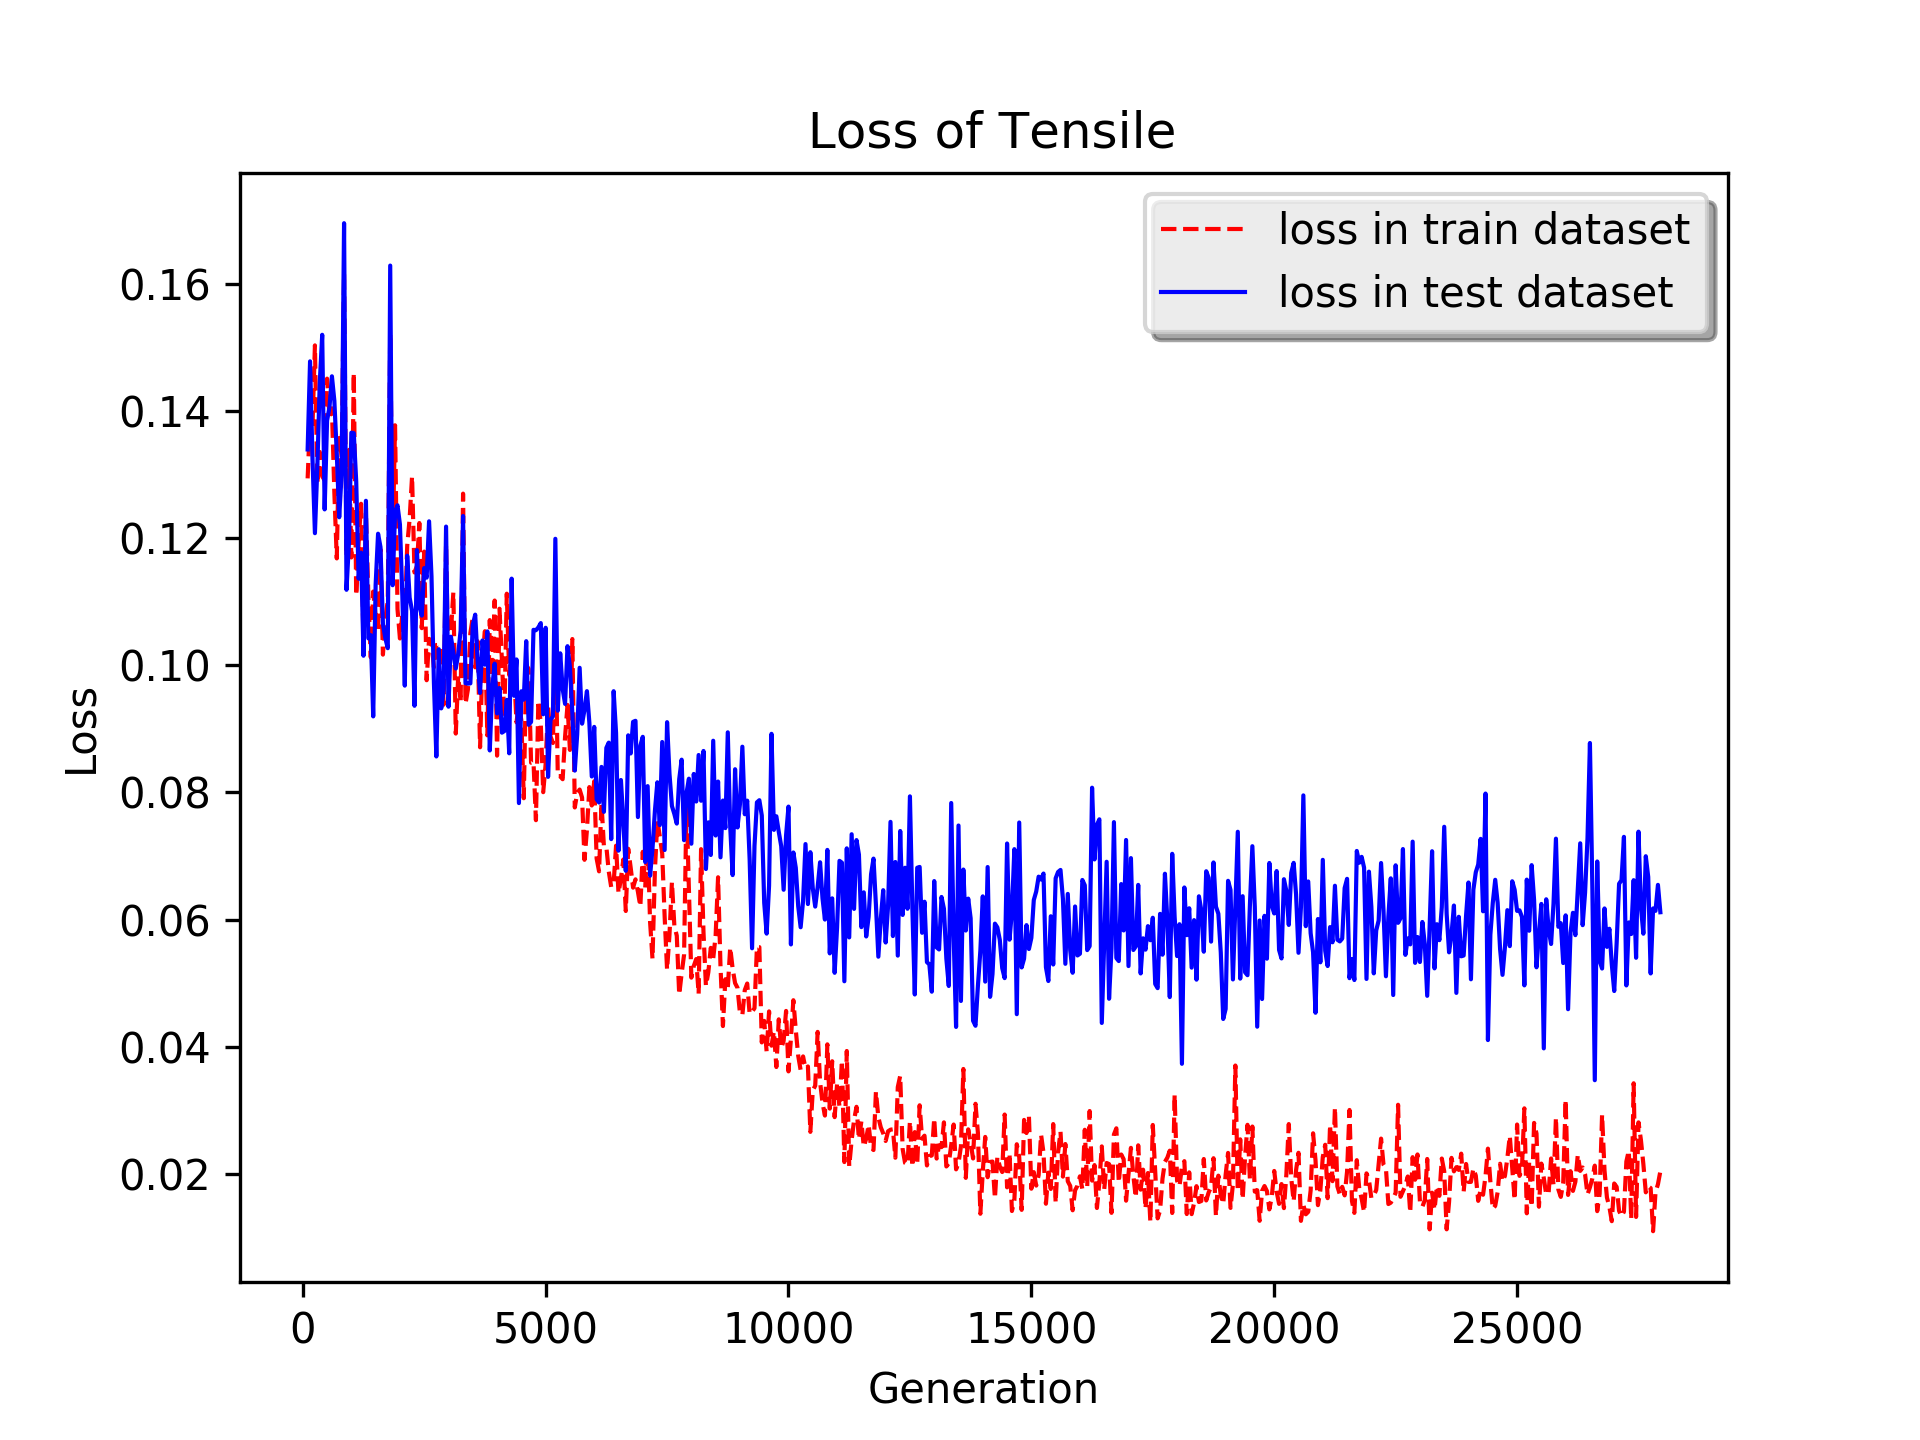 Loss of Tensile
loss in train dataset
loss in test dataset
0.16
0.14
0.12
0.10
0.08
0.06
0.04
0.02
Loss
0 5000 10000 15000 20000 25000
Generation